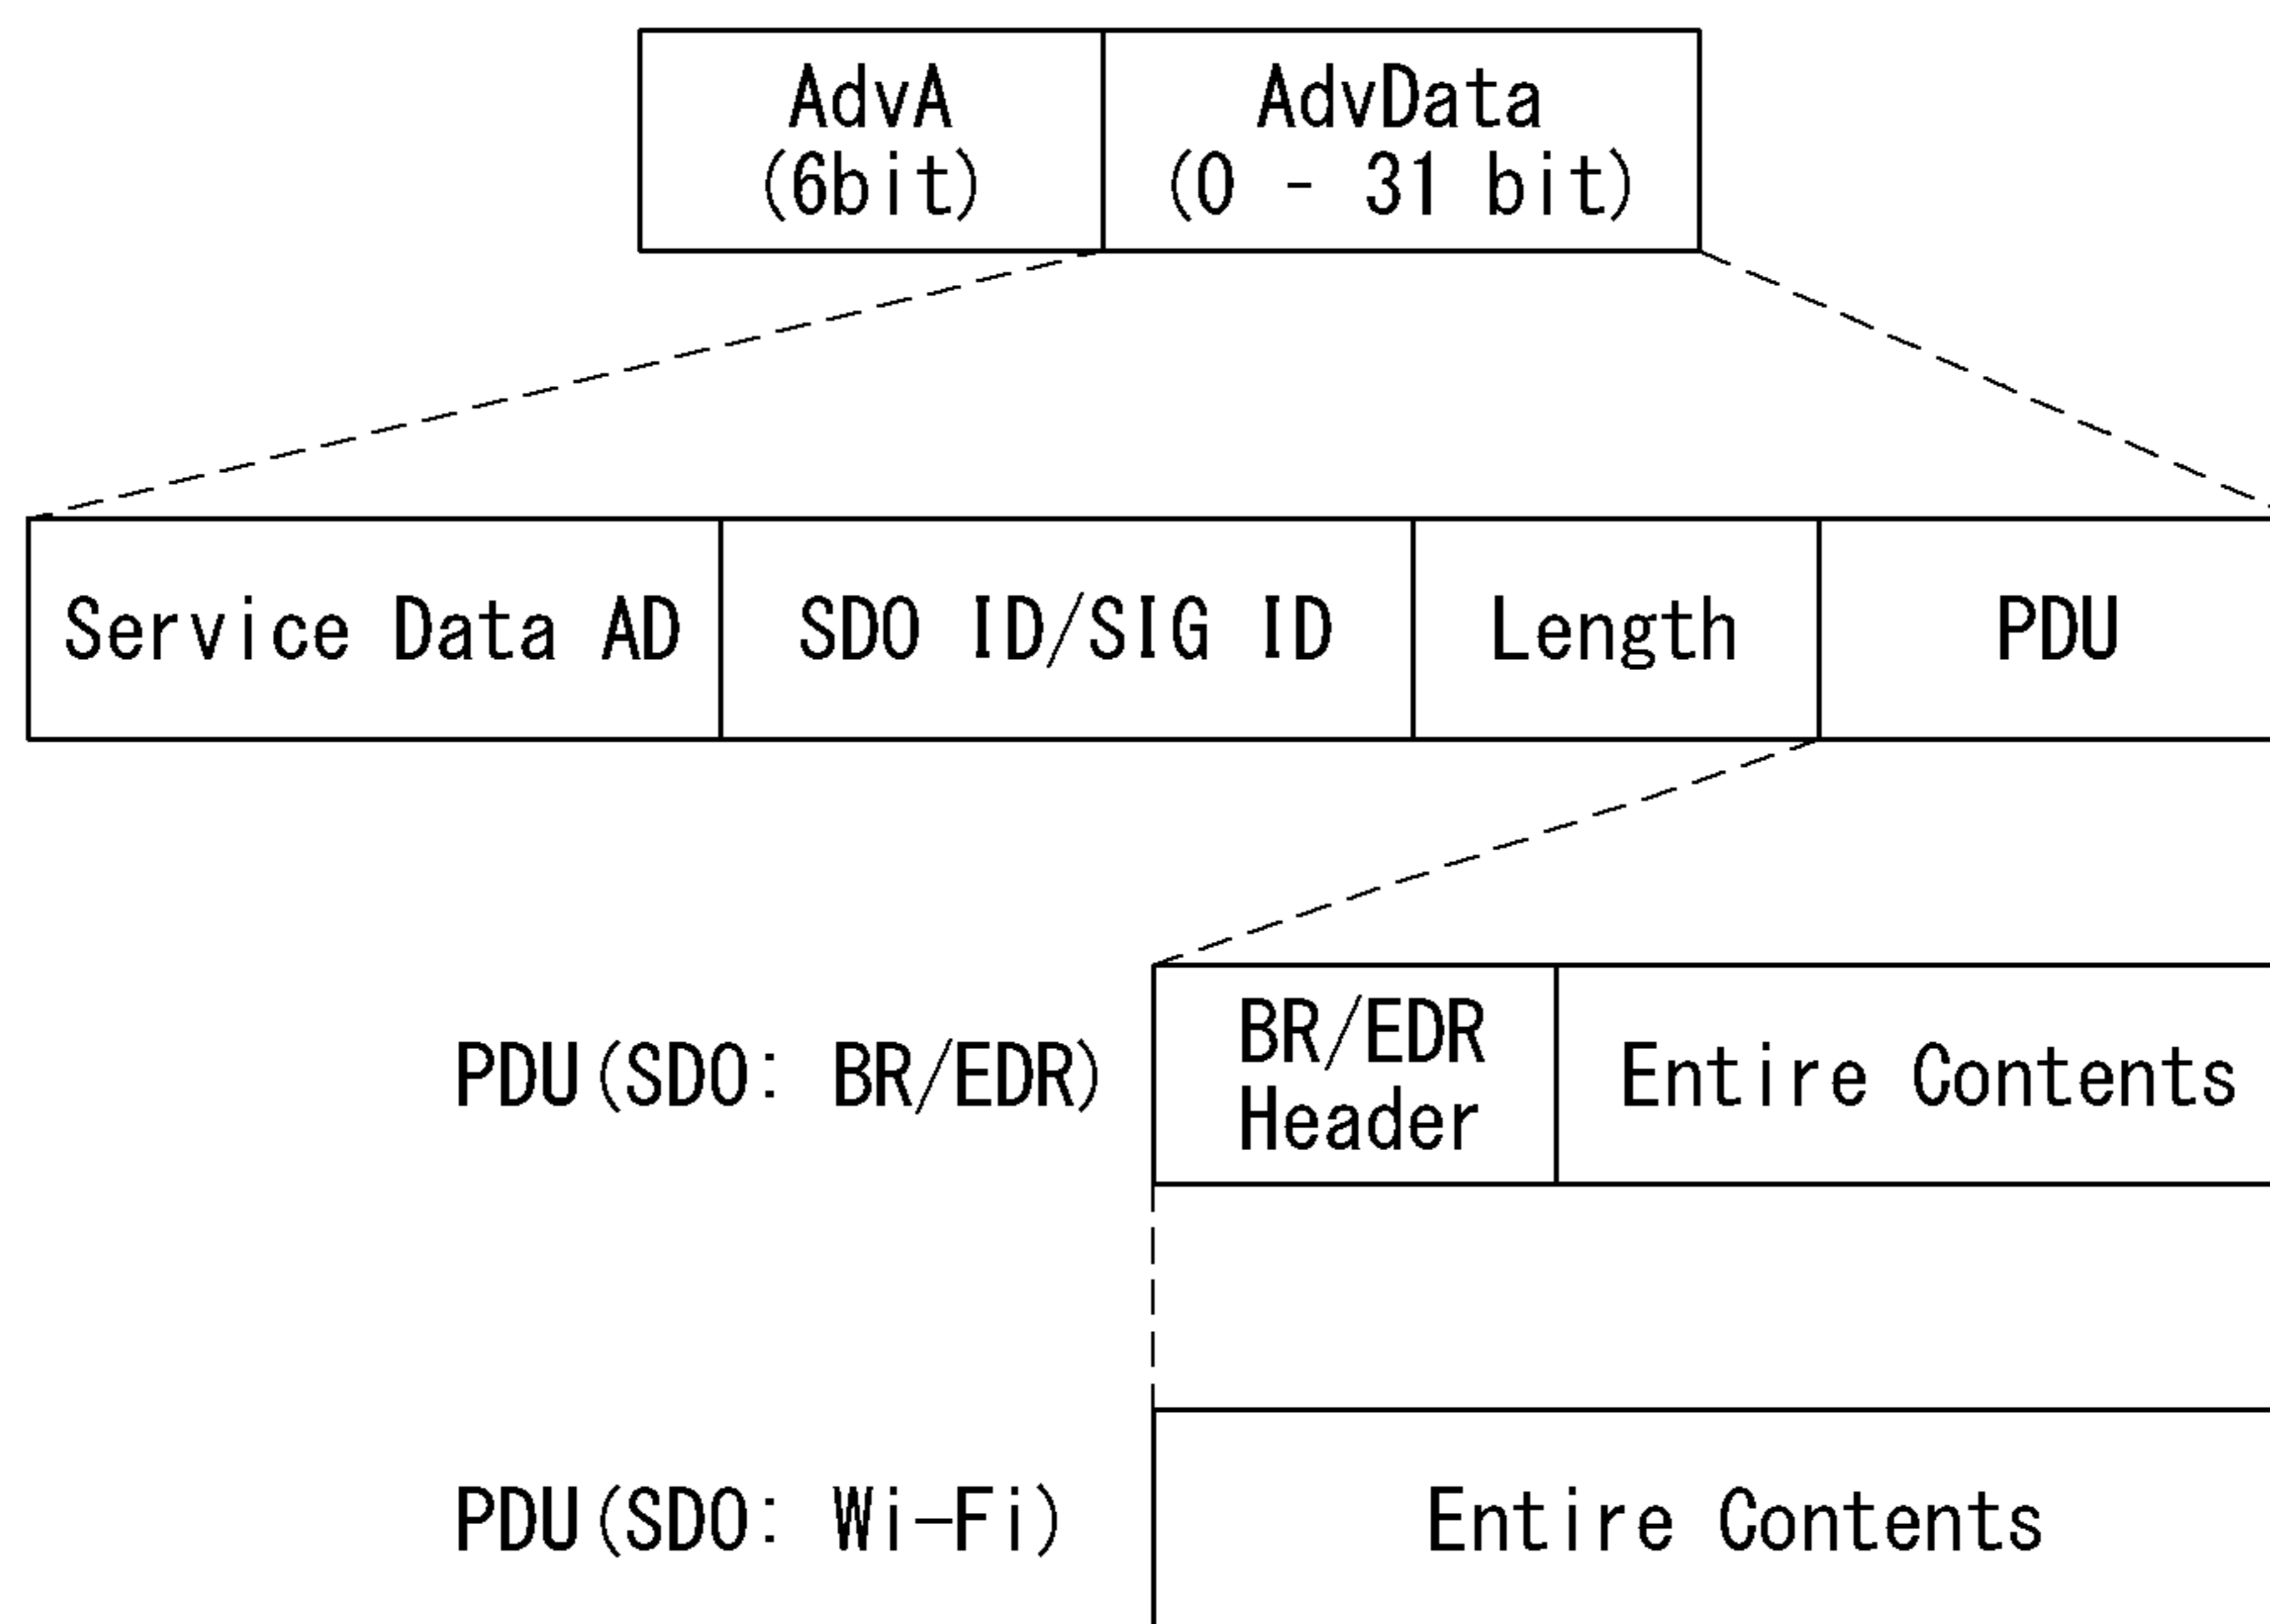 AdvA
(6bit)
AdvData
(0 - 31 bit)
Service Data AD
SDO ID/SIG ID
Length
PDU
PDU(SDO: BR/EDR)
BR/EDR
Header
Entire Contents
PDU(SDO: Wi-Fi)
Entire Contents